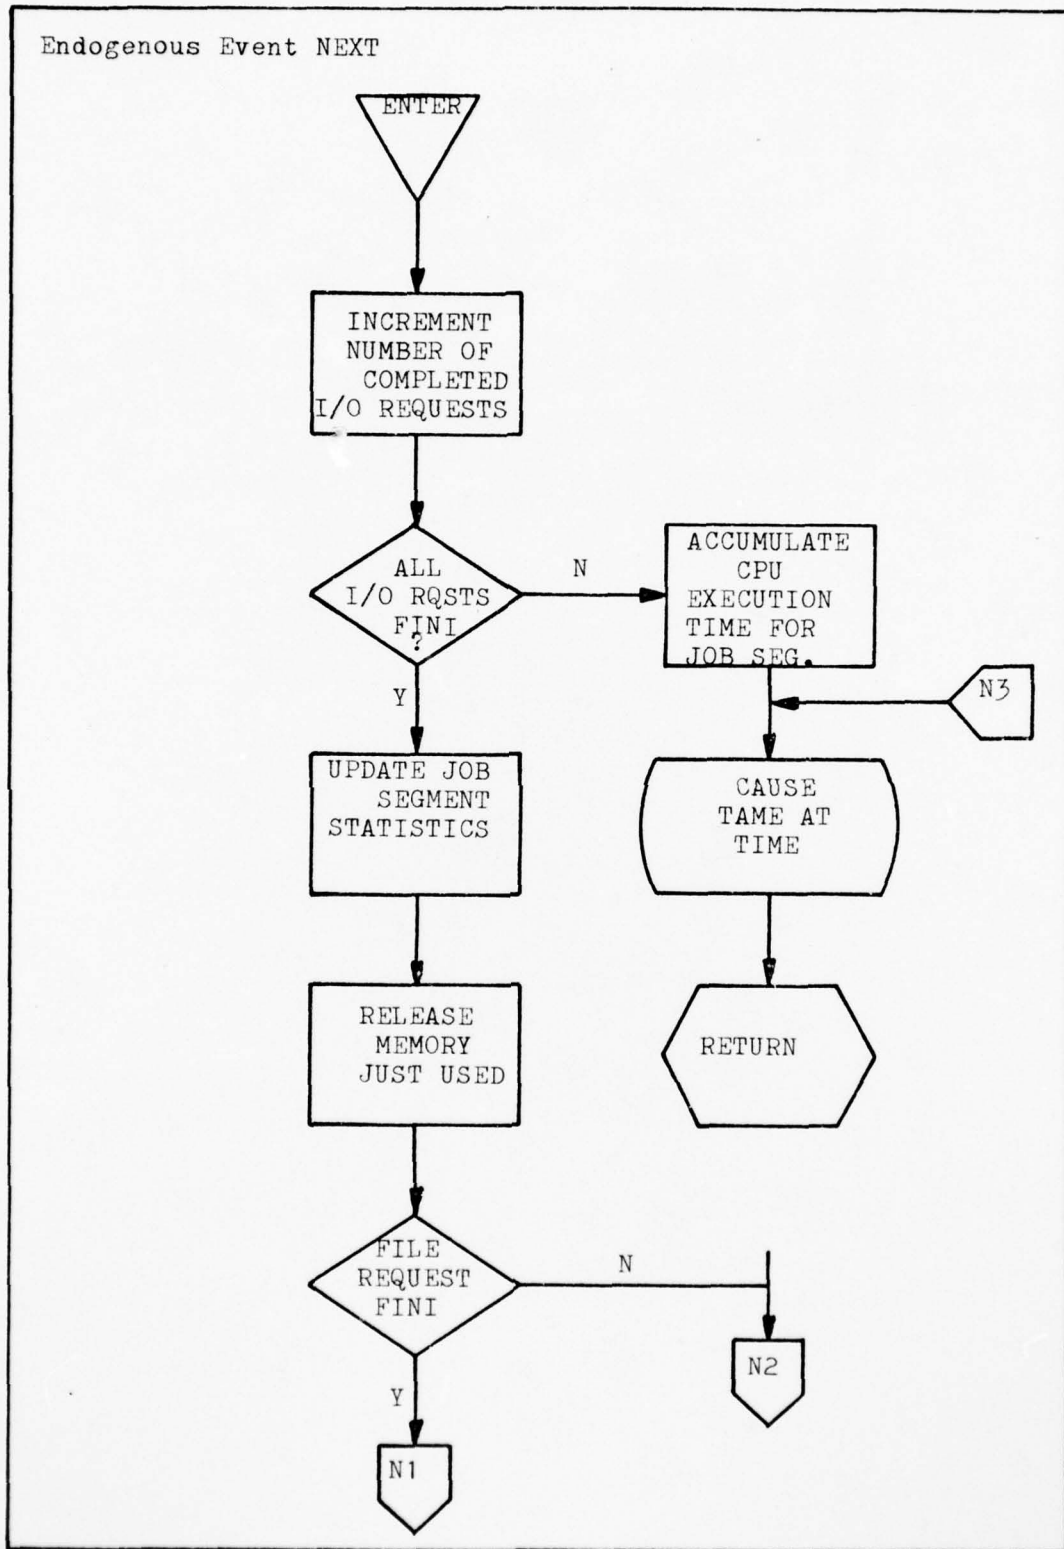 Endogenous Event NEXT
ENTER
INCREMENT
NUMBER OF
COMPLETED
I/O REQUESTS
ALL
I/O RQSTS
FINI
?
N
Y
ACCUMULATE
CPU
EXECUTION
TIME FOR
JOB SEG.
N3
UPDATE JOB
SEGMENT
STATISTICS
CAUSE
TAME AT
TIME
RELEASE
MEMORY
JUST USED
RETURN
FILE
REQUEST
FINI
N
Y
N2
N1